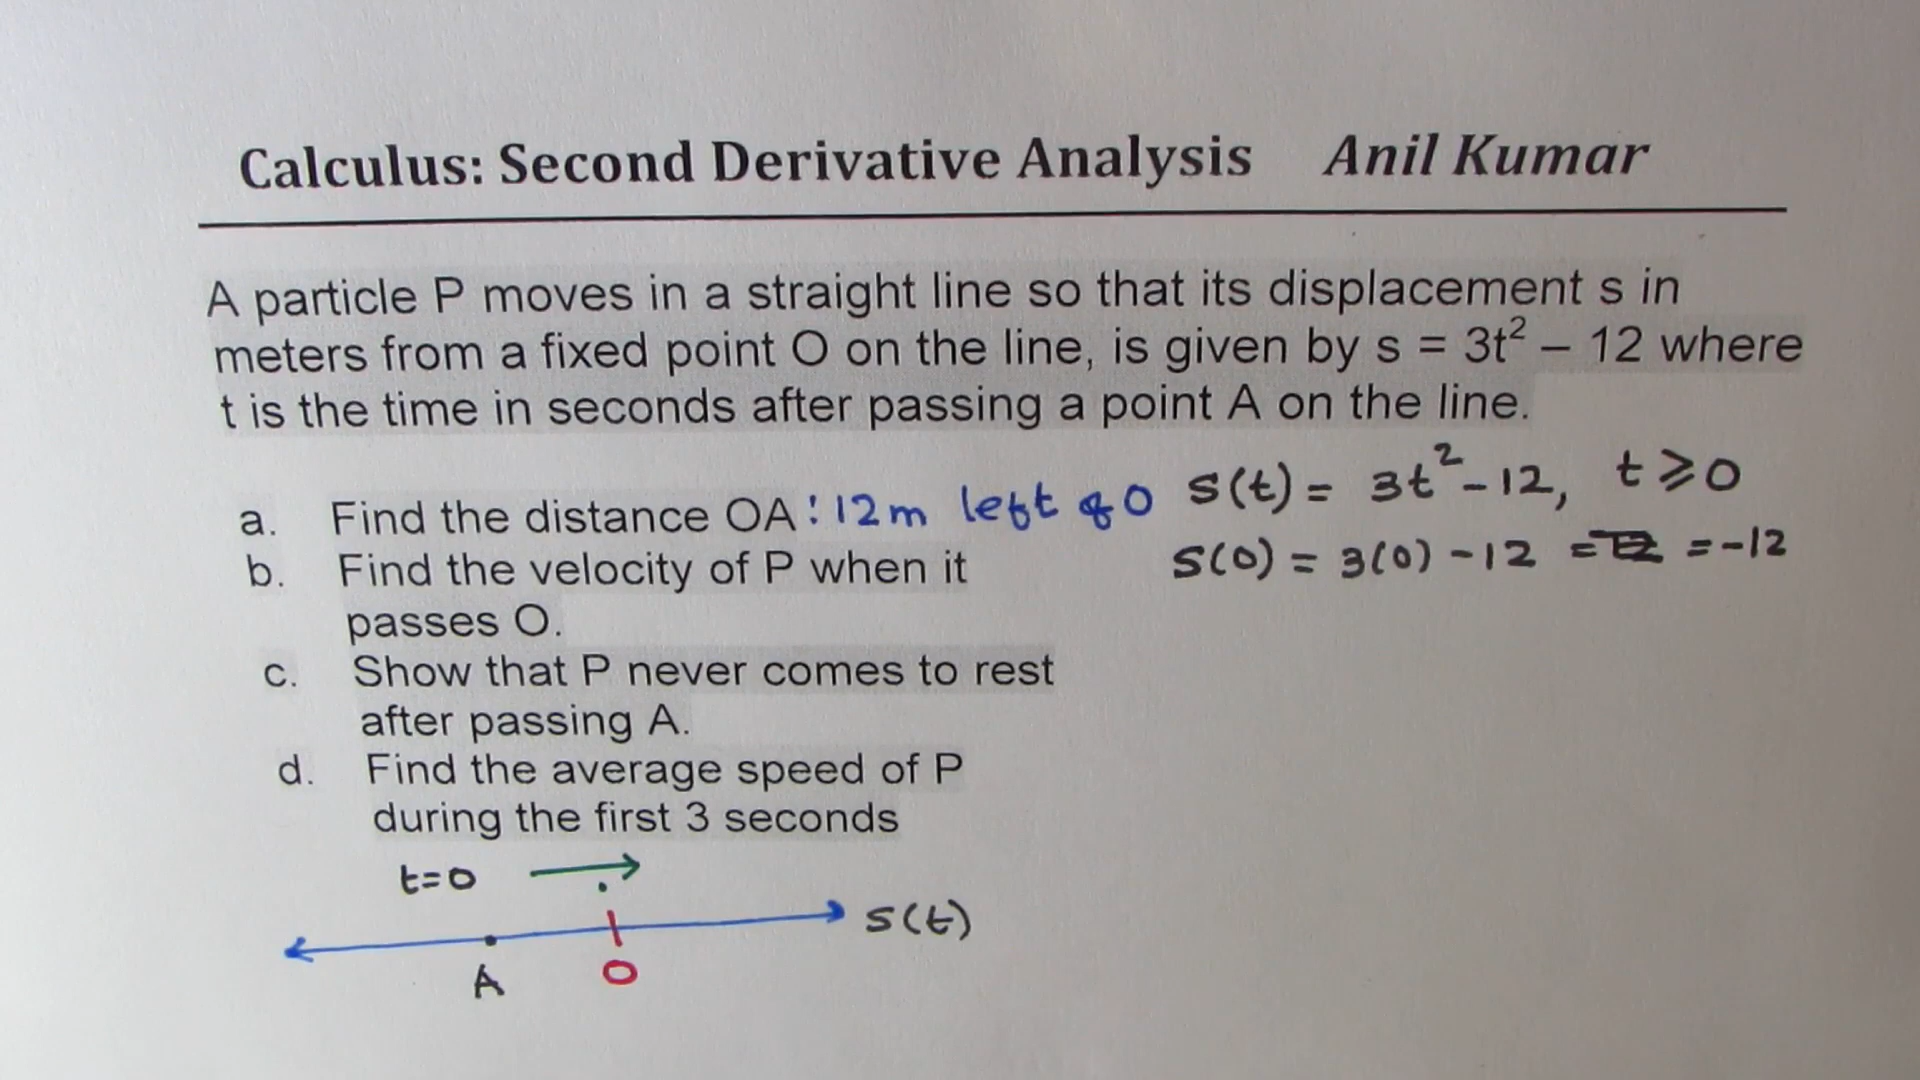 Calculus: Second Derivative Analysis Anil Kumar
A particle P moves in a straight line so that its displacement s in
meters from a fixed point O on the line, is given by s = 3t² – 12 where
t is the time in seconds after passing a point A on the line.
s(t) = 3t² - 12, t ⩾ 0
a. Find the distance OA : 12m left of O
s(0) = 3(0) - 12 = = -12
b. Find the velocity of P when it
passes O.
c. Show that P never comes to rest
after passing A.
d. Find the average speed of P
during the first 3 seconds
t=0
s(t)
A O